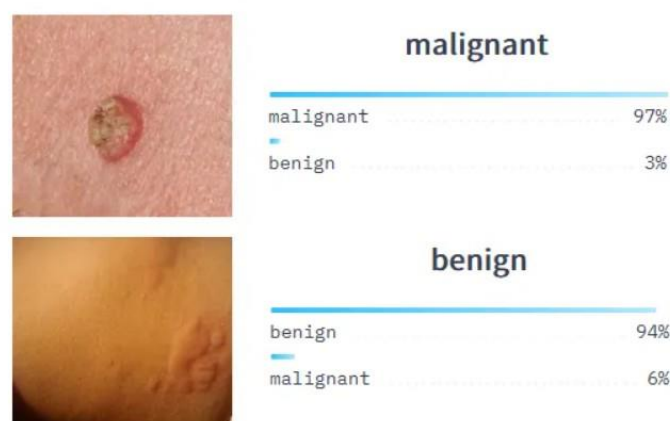 malignant
malignant 97%
benign 3%
benign
benign 94%
malignant 6%